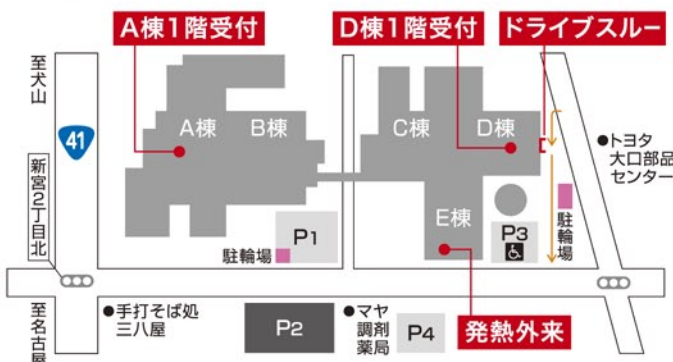 A棟1階受付
D棟1階受付
ドライブスルー
至犬山
41
A棟
B棟
C棟
D棟
●トヨタ
大口部品
センター
新宮2丁目北
E棟
P1
P3
駐輪場
駐輪場
至名古屋
●手打そば処
三八屋
P2
●マヤ
調剤
薬局
P4
発熱外来